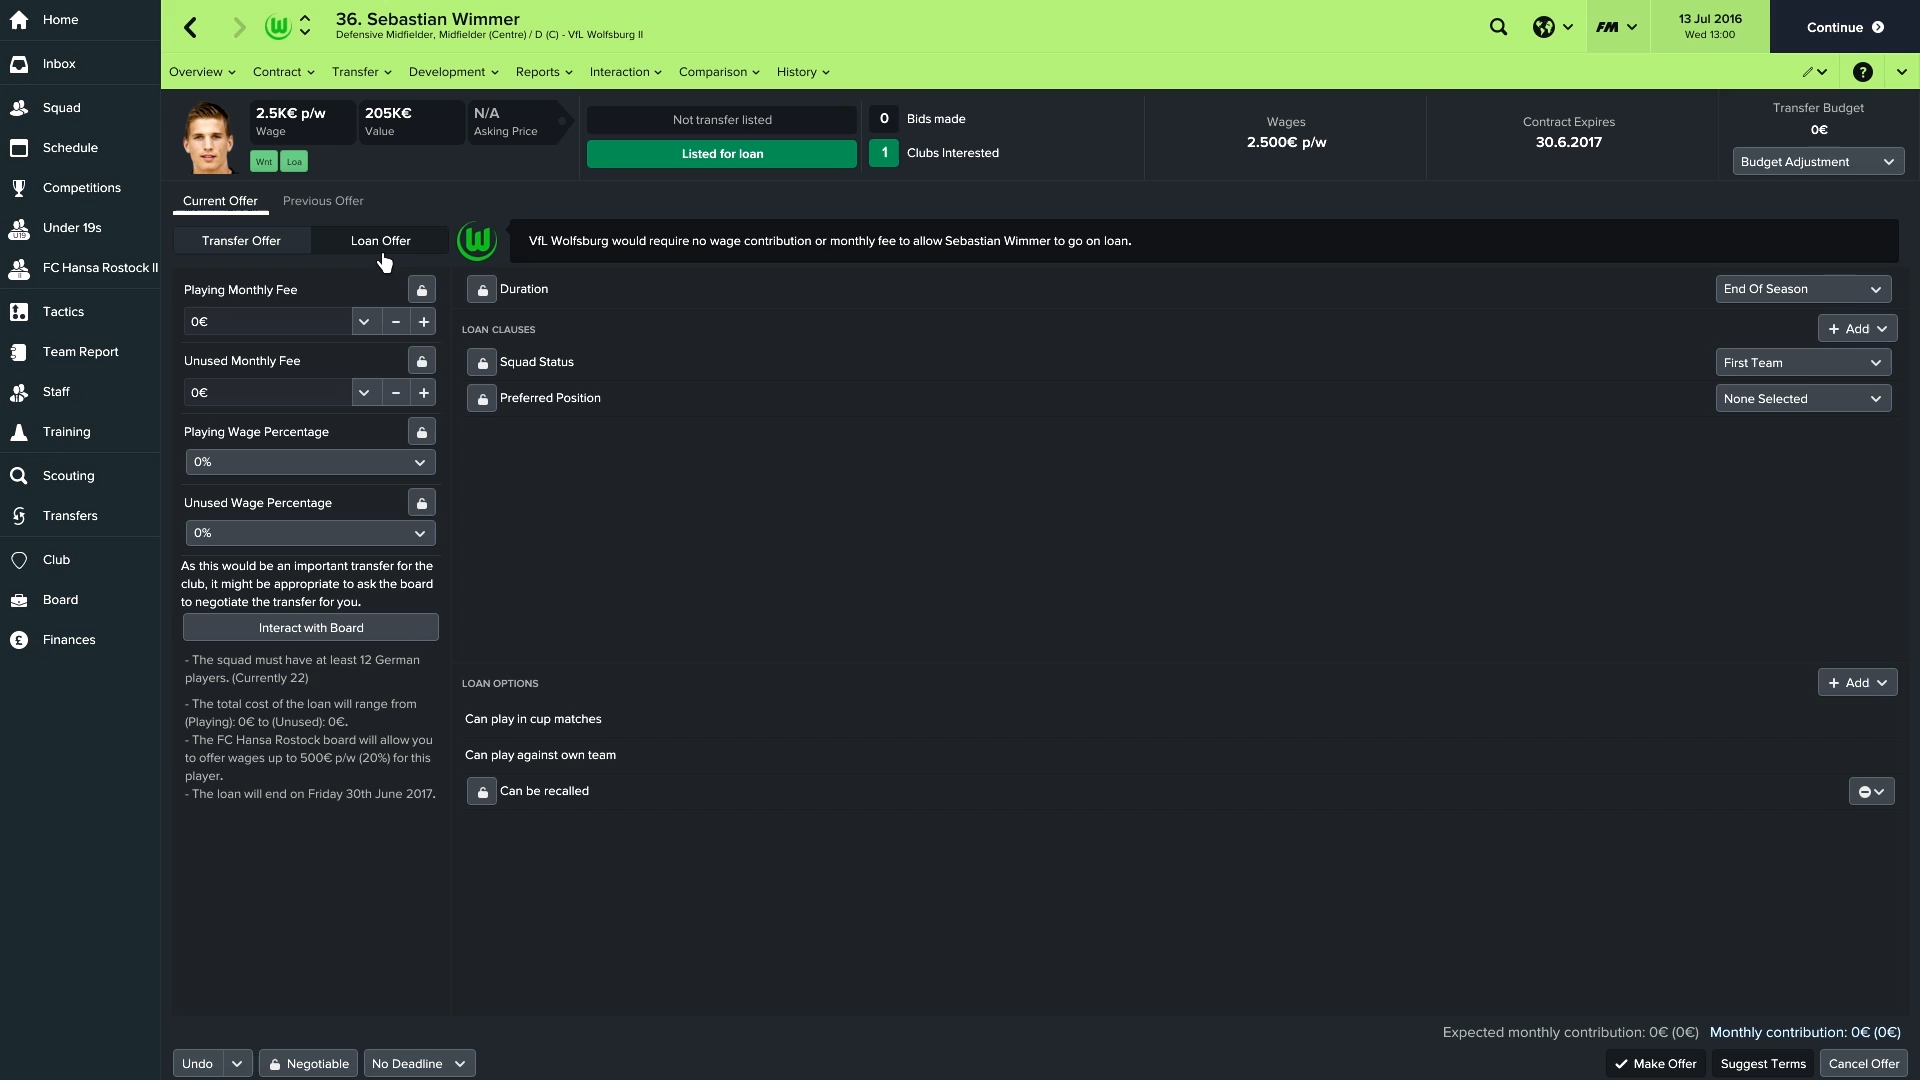 Home
Inbox
Squad
Schedule
Competitions
Under 19s
U19
FC Hansa Rostock II
Tactics
Team Report
Staff
Training
Scouting
Transfers
Club
Board
Finances
36. Sebastian Wimmer
Defensive Midfielder, Midfielder (Centre) / D (C) - VfL Wolfsburg II
FM
13 Jul 2016
Wed 13:00
Continue
Overview
Contract
Transfer
Development
Reports
Interaction
Comparison
History
?
2.5K€ p/w
Wage
205K€
Value
N/A
Asking Price
Wnt
Loa
Not transfer listed
Listed for loan
0 Bids made
1 Clubs Interested
Wages
2.500€ p/w
Contract Expires
30.6.2017
Transfer Budget
0€
Budget Adjustment
Current Offer
Previous Offer
Transfer Offer
Loan Offer
VfL Wolfsburg would require no wage contribution or monthly fee to allow Sebastian Wimmer to go on loan.
Playing Monthly Fee
0€
- +
Unused Monthly Fee
0€
- +
Playing Wage Percentage
0%
Unused Wage Percentage
0%
As this would be an important transfer for the
club, it might be appropriate to ask the board
to negotiate the transfer for you.
Interact with Board
- The squad must have at least 12 German
players. (Currently 22)
- The total cost of the loan will range from
(Playing): 0€ to (Unused): 0€.
- The FC Hansa Rostock board will allow you
to offer wages up to 500€ p/w (20%) for this
player.
- The loan will end on Friday 30th June 2017.
Duration
End Of Season
LOAN CLAUSES
+ Add
Squad Status
First Team
Preferred Position
None Selected
LOAN OPTIONS
+ Add
Can play in cup matches
Can play against own team
Can be recalled
Expected monthly contribution: 0€ (0€) Monthly contribution: 0€ (0€)
Undo
Negotiable
No Deadline
Make Offer
Suggest Terms
Cancel Offer